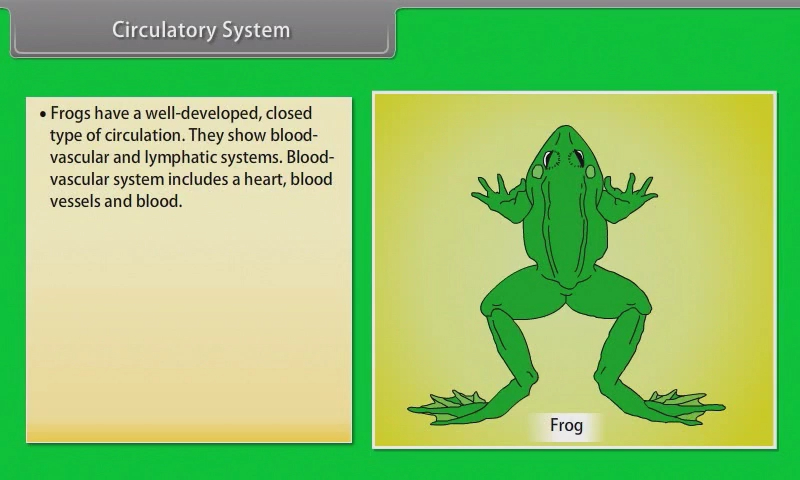 Circulatory System
• Frogs have a well-developed, closed
type of circulation. They show blood-
vascular and lymphatic systems. Blood-
vascular system includes a heart, blood
vessels and blood.
Frog